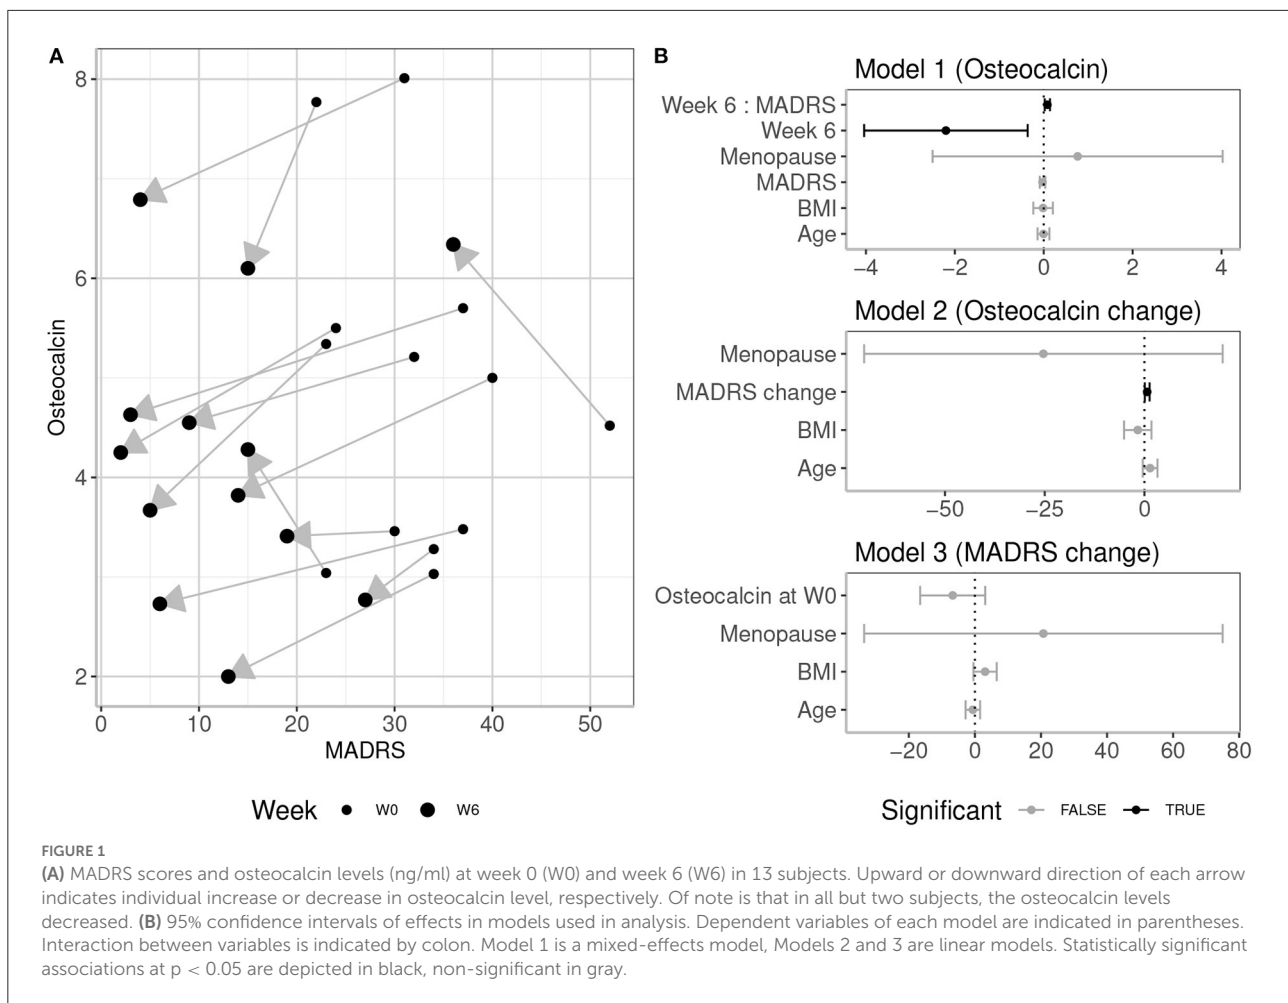 A
8
6
4
2
Osteocalcin
0 10 20 30 40 50
MADRS
Week W0 W6
B
Model 1 (Osteocalcin)
Week 6 : MADRS
Week 6
Menopause
MADRS
BMI
Age
−4 −2 0 2 4
Model 2 (Osteocalcin change)
Menopause
MADRS change
BMI
Age
−50 −25 0
Model 3 (MADRS change)
Osteocalcin at W0
Menopause
BMI
Age
−20 0 20 40 60 80
Significant FALSE TRUE
FIGURE 1
(A) MADRS scores and osteocalcin levels (ng/ml) at week 0 (W0) and week 6 (W6) in 13 subjects. Upward or downward direction of each arrow
indicates individual increase or decrease in osteocalcin level, respectively. Of note is that in all but two subjects, the osteocalcin levels
decreased. (B) 95% confidence intervals of effects in models used in analysis. Dependent variables of each model are indicated in parentheses.
Interaction between variables is indicated by colon. Model 1 is a mixed-effects model, Models 2 and 3 are linear models. Statistically significant
associations at p < 0.05 are depicted in black, non-significant in gray.